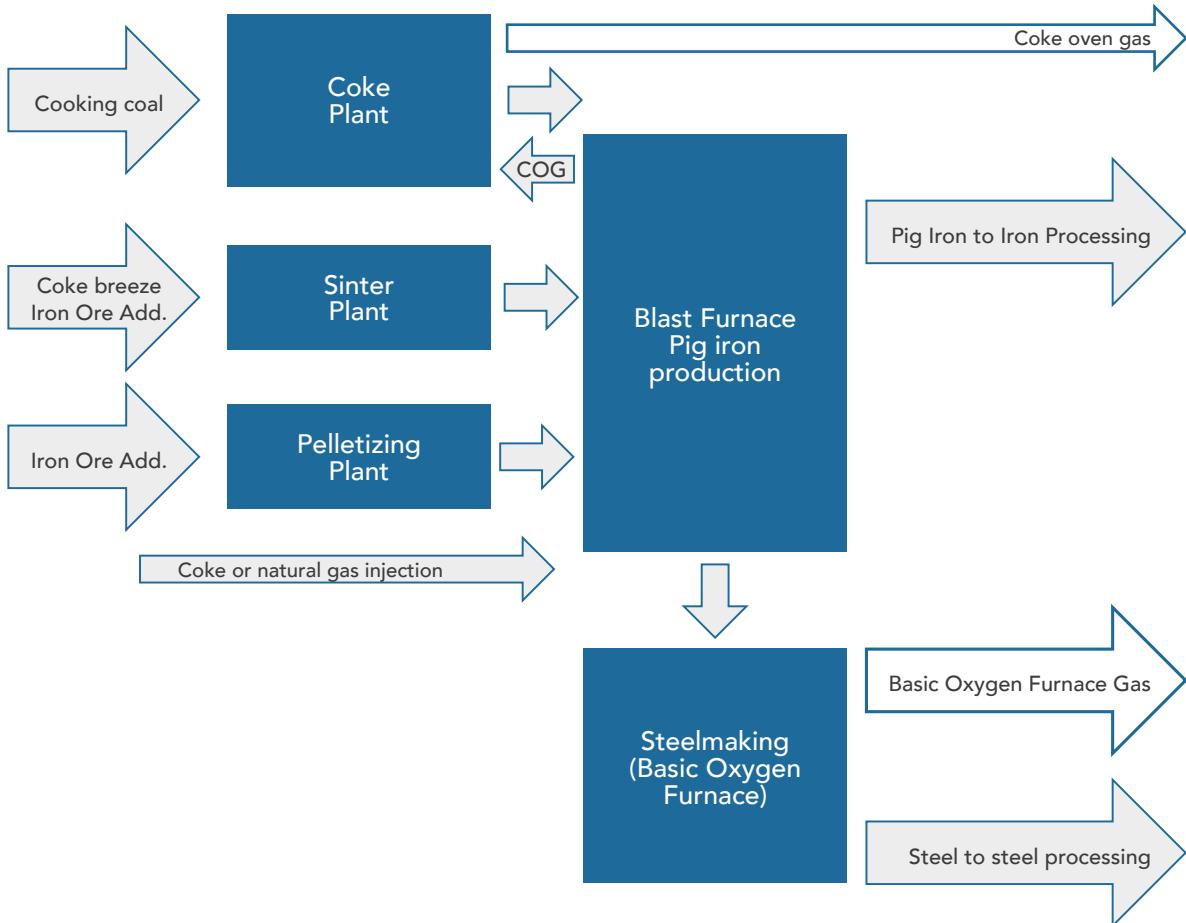 Coke oven gas
Cooking coal
Coke
Plant
COG
Pig Iron to Iron Processing
Coke breeze
Iron Ore Add.
Sinter
Plant
Blast Furnace
Pig iron
production
Iron Ore Add.
Pelletizing
Plant
Coke or natural gas injection
Basic Oxygen Furnace Gas
Steelmaking
(Basic Oxygen
Furnace)
Steel to steel processing